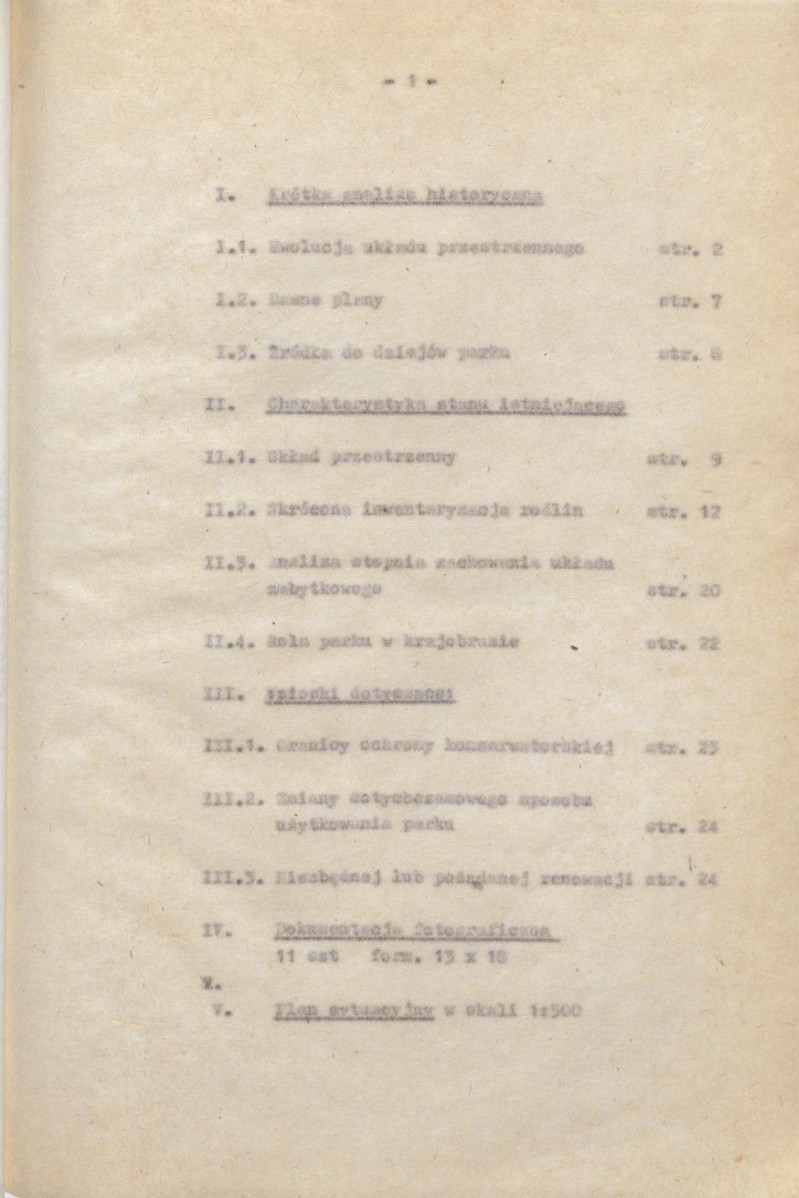 - 1 -
I. Krótka analiza historyczna
I.1. Ewolucja układu przestrzennego str. 2
I.2. Dawne plany str. 7
I.3. Źródła do dziejów parku str. 8
II. Charakterystyka stanu istniejącego
II.1. Układ przestrzenny str. 9
II.2. Skrócona inwentaryzacja roślin str. 12
II.3. Analiza stopnia zachowania układu
zabytkowego str. 20
II.4. Rola parku w krajobrazie str. 22
III. Wnioski dotyczące:
III.1. Granicy ochrony konserwatorskiej str. 23
III.2. Zmiany dotychczasowego sposobu
użytkowania parku str. 24
III.3. Niezbędnej lub pożądanej renowacji str. 24
IV. Dokumentacja fotograficzna
11 szt form. 13 x 18
V.
V. Plan sytuacyjny w skali 1:500